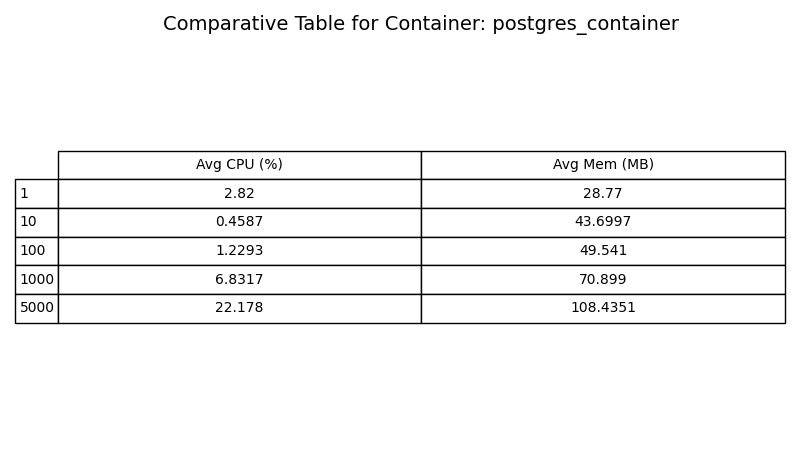 Comparative Table for Container: postgres_container
Avg CPU (%) Avg Mem (MB)
1 2.82 28.77
10 0.4587 43.6997
100 1.2293 49.541
1000 6.8317 70.899
5000 22.178 108.4351